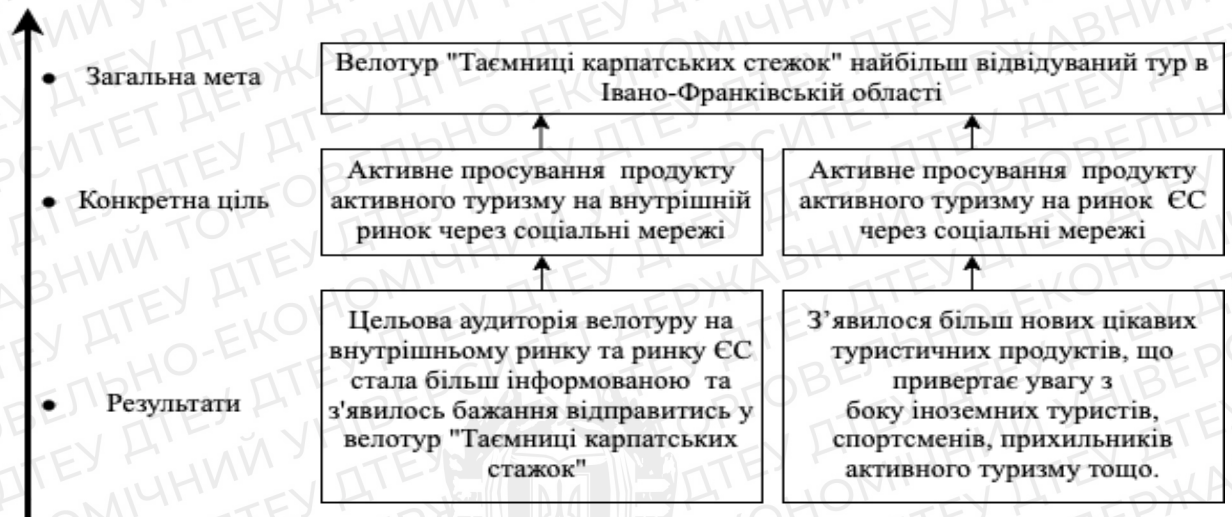 Загальна мета
Велотур "Таємниці карпатських стежок" найбільш відвідуваний тур в
Івано-Франківській області
Конкретна ціль
Активне просування продукту
активного туризму на внутрішній
ринок через соціальні мережі
Активне просування продукту
активного туризму на ринок ЄС
через соціальні мережі
Результати
Цельова аудиторія велотуру на
внутрішньому ринку та ринку ЄС
стала більш інформованою та
з'явилось бажання відправитись у
велотур "Таємниці карпатських
стажок"
З’явилося більш нових цікавих
туристичних продуктів, що
привертає увагу з
боку іноземних туристів,
спортсменів, прихильників
активного туризму тощо.